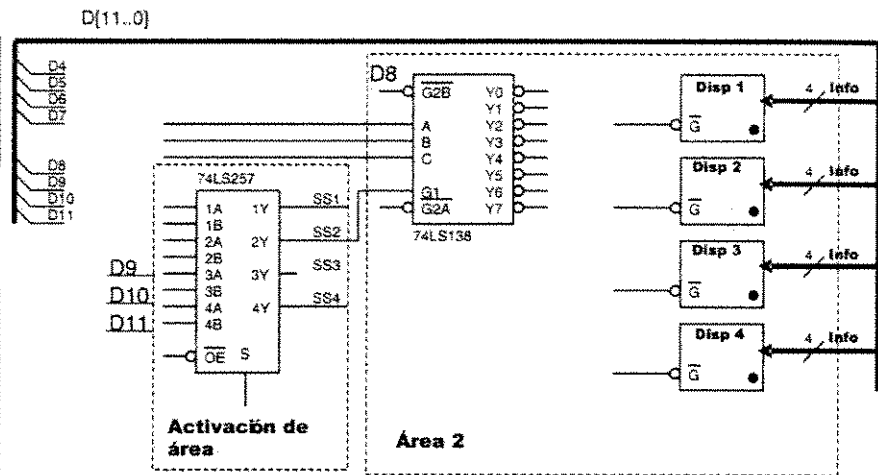 D[11..0]
D4
D5
D6
D7
D8
D9
D10
D11
74LS257
1A 1Y SS1
1B
2A 2Y SS2
2B
3A 3Y SS3
3B
4A 4Y SS4
4B
OE S
D9
D10
D11
Activación de
área
D8
G2B Y0
Y1
A Y2
B Y3
C Y4
Y5
G1 Y6
G2A Y7
74LS138
Área 2
Disp 1
G
4 Info
Disp 2
G
4 Info
Disp 3
G
4 Info
Disp 4
G
4 Info